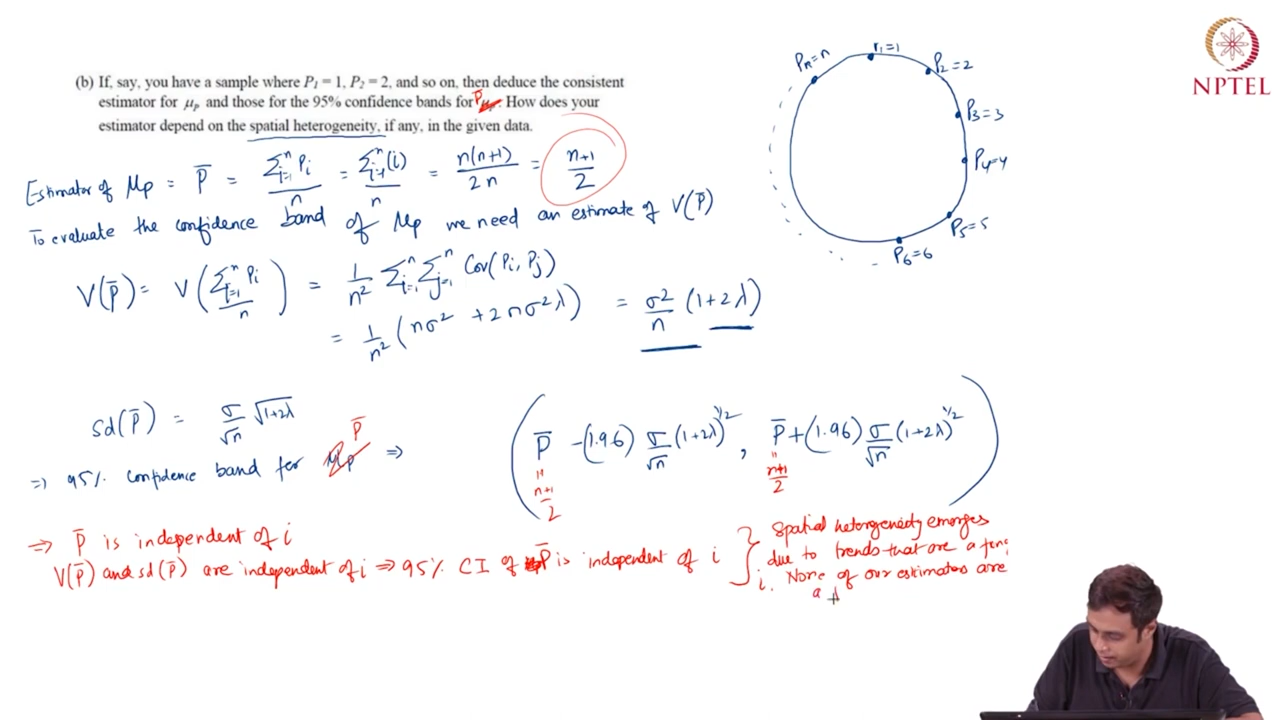 (b) If, say, you have a sample where P₁ = 1, P₂ = 2, and so on, then deduce the consistent
estimator for μₚ and those for the 95% confidence bands for P̄. How does your
estimator depend on the spatial heterogeneity, if any, in the given data.
NPTEL
Pₙ=n
P₂=2
P₃=3
P₄=4
P₅=5
P₆=6
Estimator of μₚ = P̄ = Σᵢ₌₁ⁿ Pᵢ / n = Σᵢ₌₁ⁿ (i) / n = n(n+1) / 2n = n+1 / 2
To evaluate the confidence band of μₚ we need an estimate of V(P̄)
V(P̄) = V(Σᵢ₌₁ⁿ Pᵢ / n) = 1/n² Σᵢ₌₁ⁿ Σⱼ₌₁ⁿ Cov(Pᵢ, Pⱼ)
= 1/n² (nσ² + 2nσ²λ) = σ²/n (1+2λ)
sd(P̄) = σ/√n √(1+2λ)
⇒ 95% Confidence band for P̄ ⇒ (P̄ − (1.96) σ/√n (1+2λ)^1/2, P̄ + (1.96) σ/√n (1+2λ)^1/2)
= n+1 / 2
= n+1 / 2
⇒ P̄ is independent of i
V(P̄) and sd(P̄) are independent of i ⇒ 95% CI of P̄ is independent of i
Spatial heterogeneity emerges
due to trends that are a func
i. None of our estimators are
a